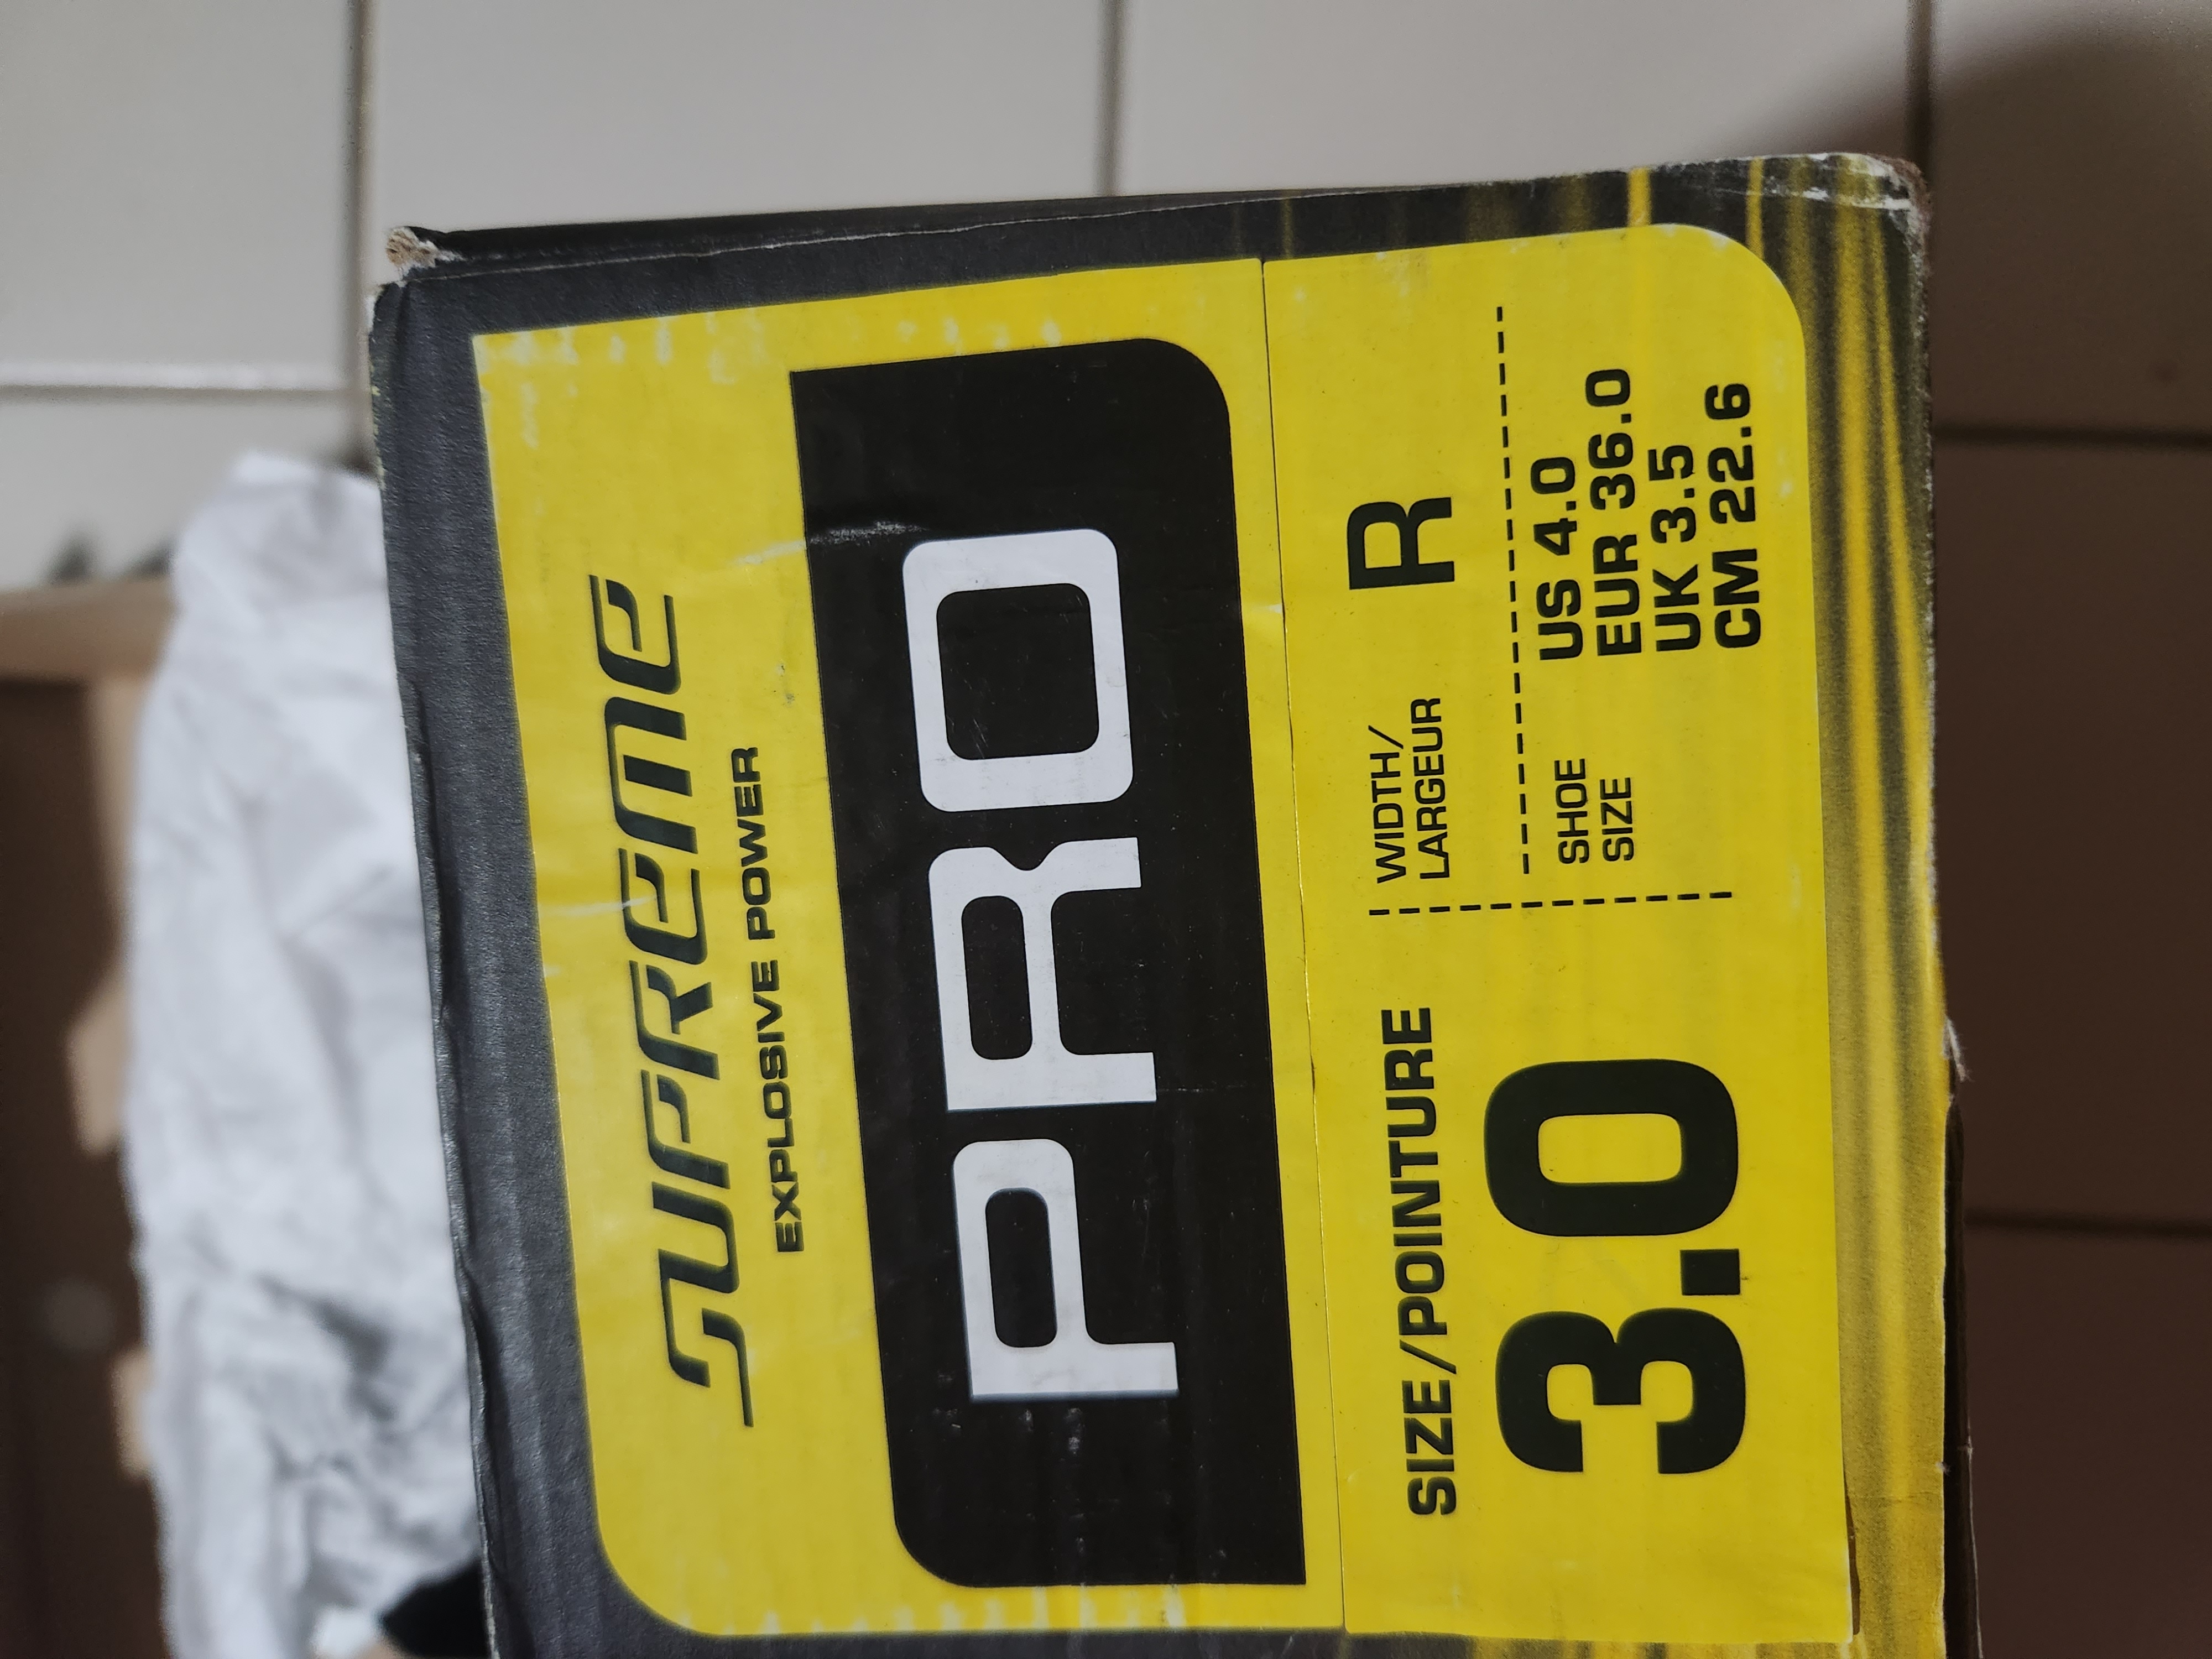 SUPREME
EXPLOSIVE POWER
PRO
SIZE/POINTURE
3.0
WIDTH/
LARGEUR
R
SHOE
SIZE
US 4.0
EUR 36.0
UK 3.5
CM 22.6